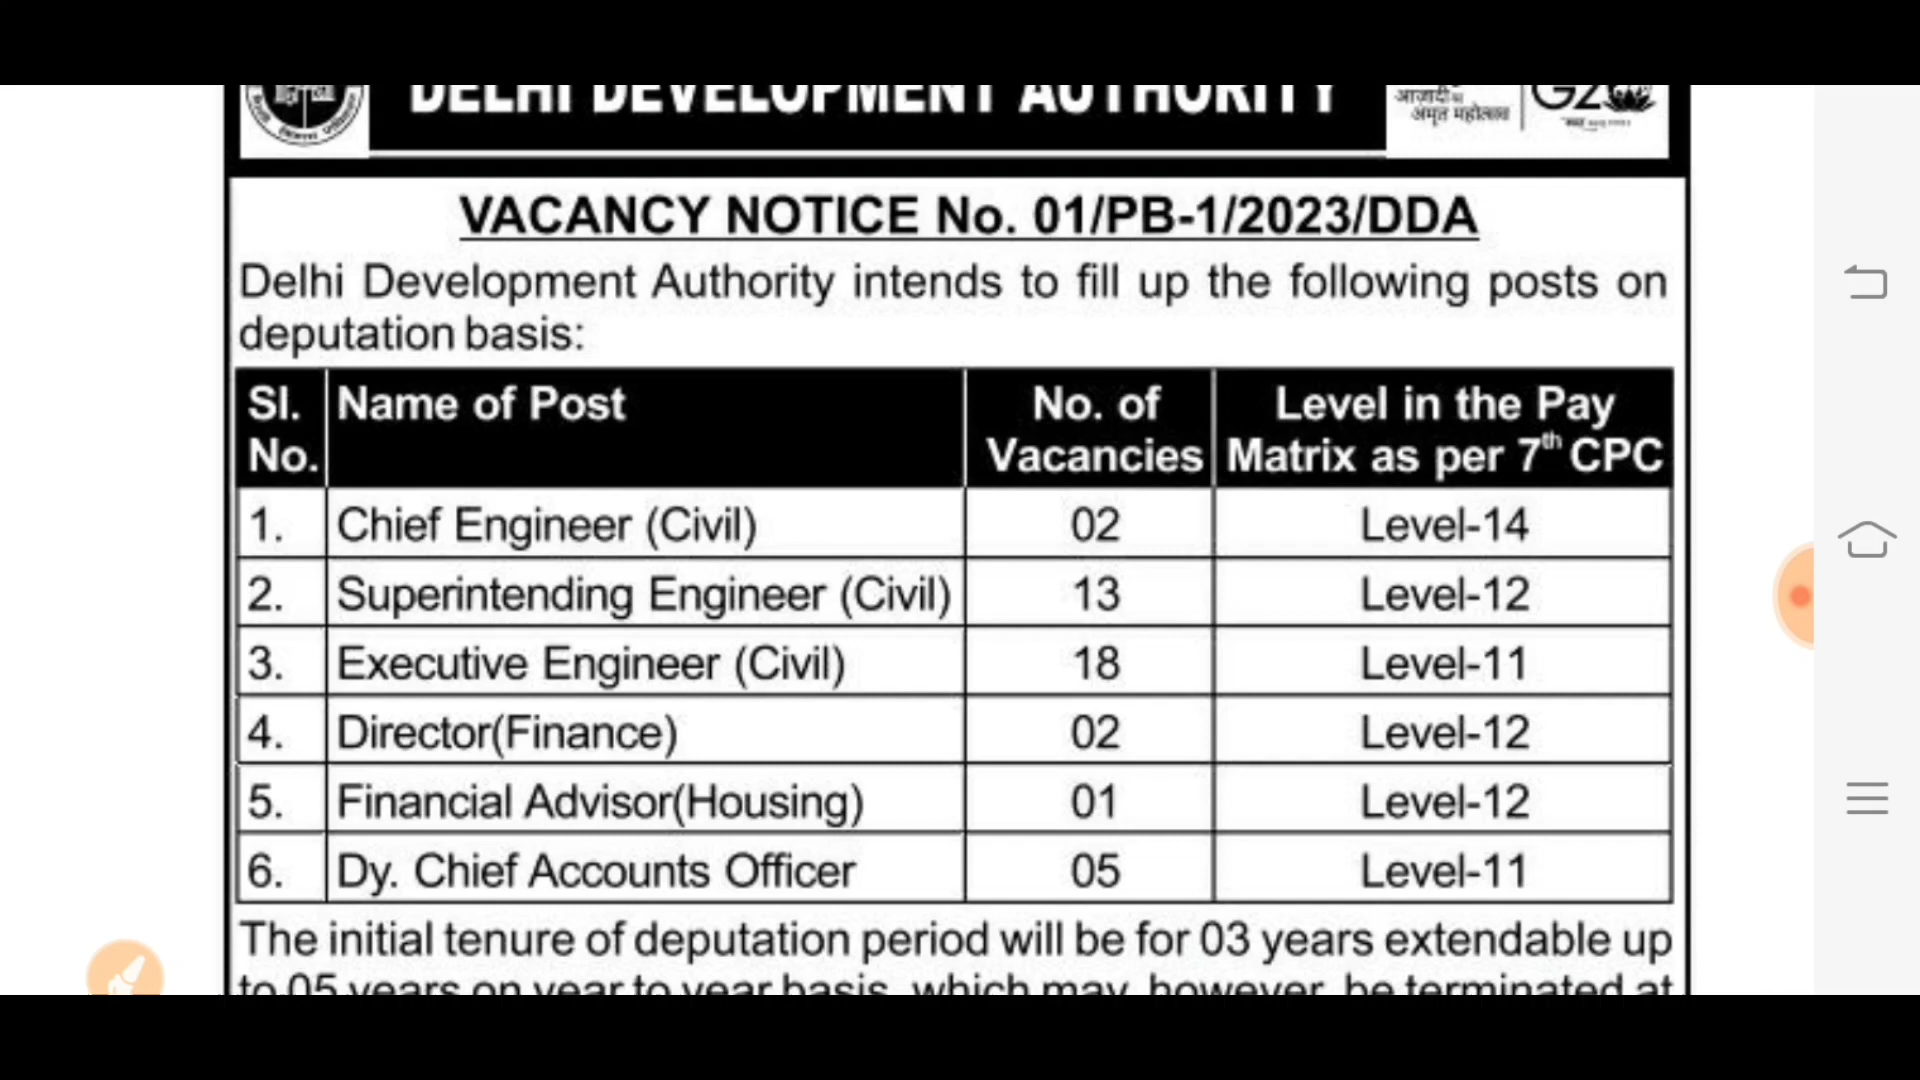 DELHI DEVELOPMENT AUTHORITY
आज़ादी का
अमृत महोत्सव
G20
VACANCY NOTICE No. 01/PB-1/2023/DDA
Delhi Development Authority intends to fill up the following posts on
deputation basis:
Sl. No. Name of Post No. of Vacancies Level in the Pay Matrix as per 7th CPC
1. Chief Engineer (Civil) 02 Level-14
2. Superintending Engineer (Civil) 13 Level-12
3. Executive Engineer (Civil) 18 Level-11
4. Director(Finance) 02 Level-12
5. Financial Advisor(Housing) 01 Level-12
6. Dy. Chief Accounts Officer 05 Level-11
The initial tenure of deputation period will be for 03 years extendable up
to 05 years on year to year basis, which may, however, be terminated at